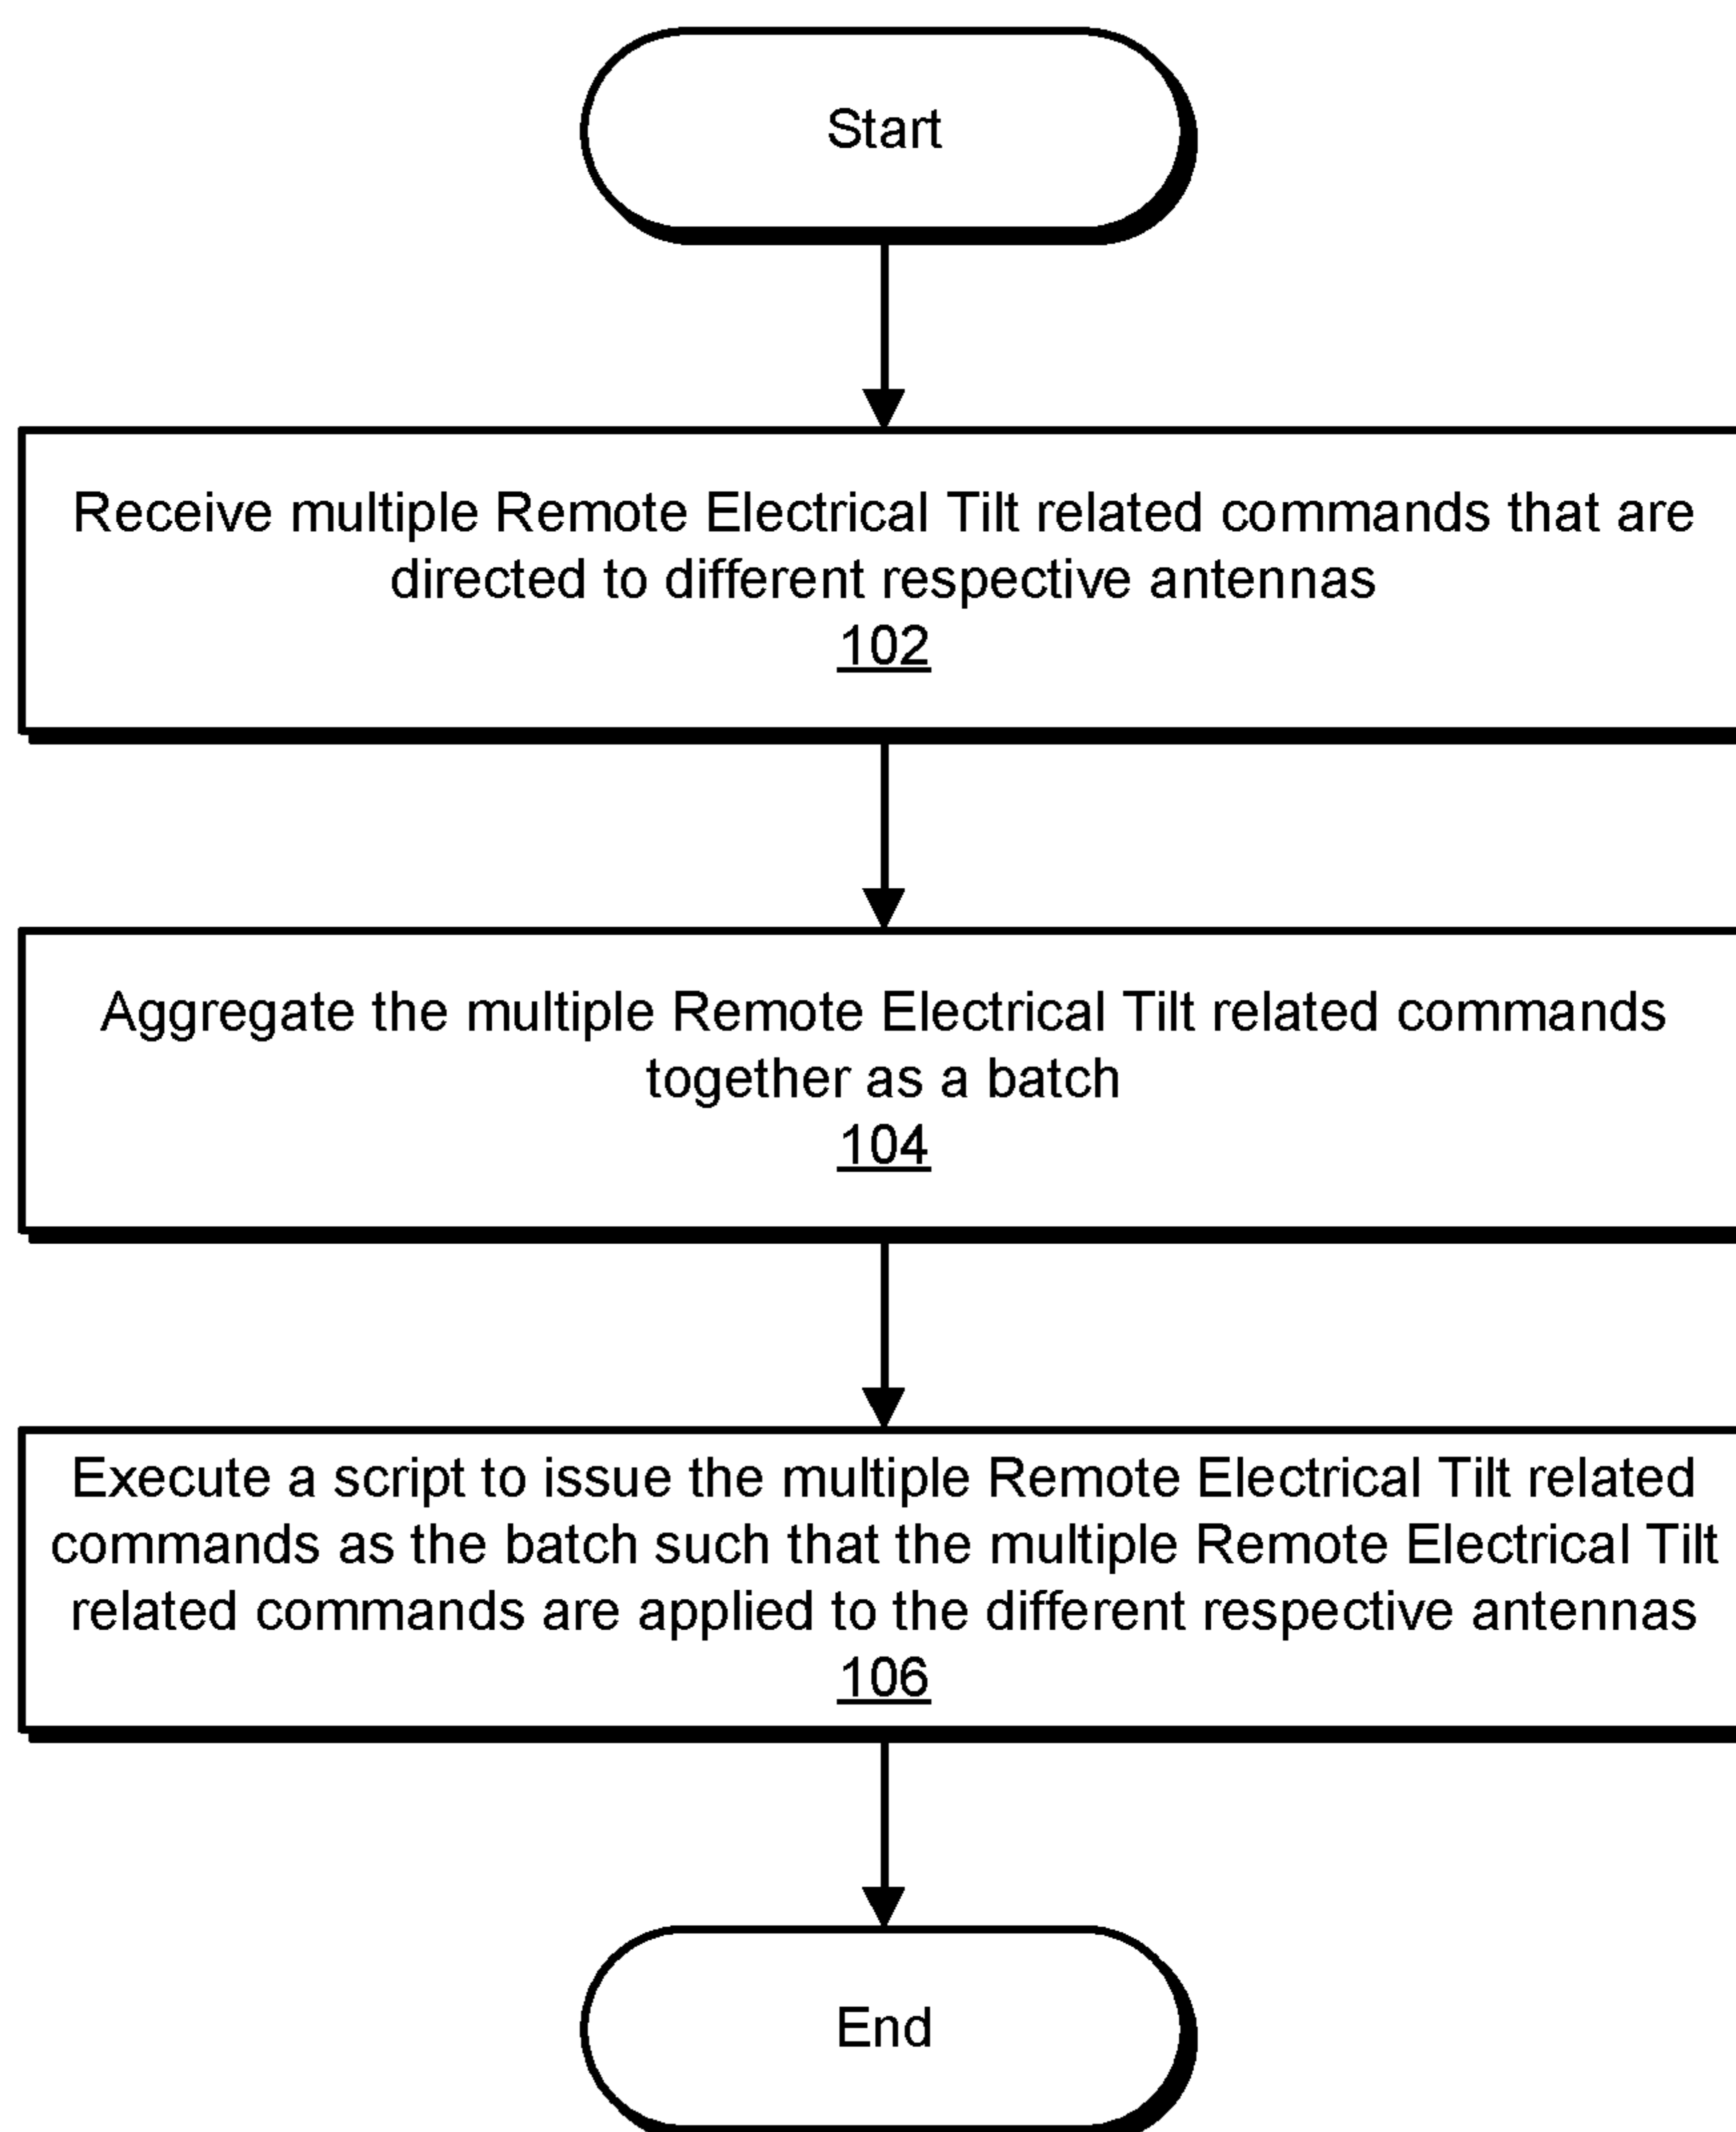 Start
Receive multiple Remote Electrical Tilt related commands that are
directed to different respective antennas
102
Aggregate the multiple Remote Electrical Tilt related commands
together as a batch
104
Execute a script to issue the multiple Remote Electrical Tilt related
commands as the batch such that the multiple Remote Electrical Tilt
related commands are applied to the different respective antennas
106
End